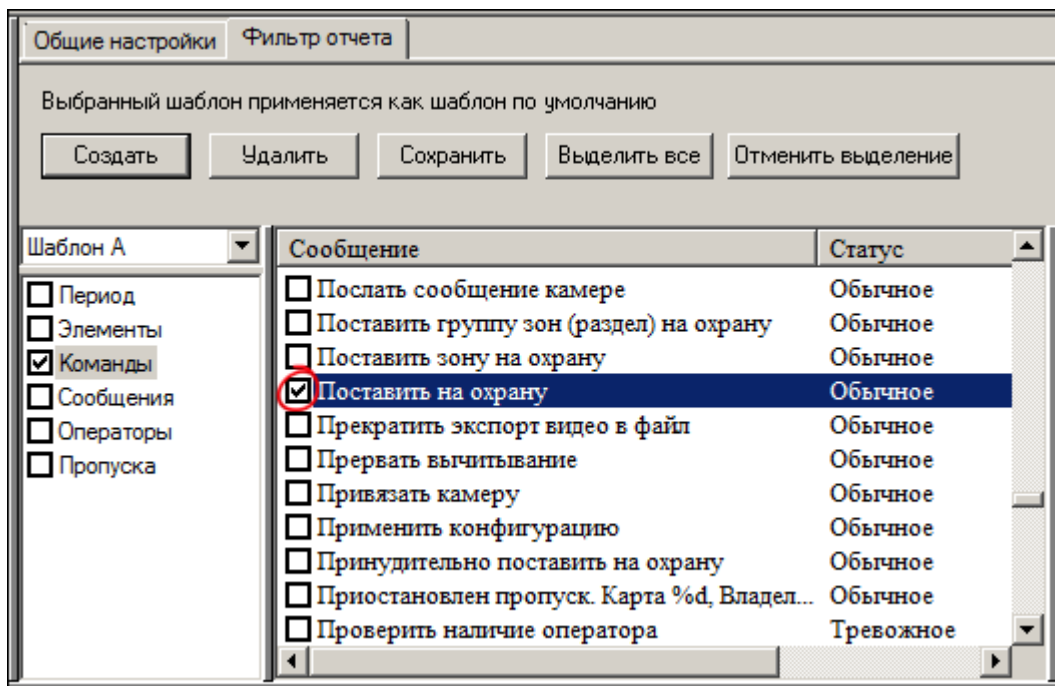 Общие настройки Фильтр отчета
Выбранный шаблон применяется как шаблон по умолчанию
Создать Удалить Сохранить Выделить все Отменить выделение
Шаблон А
Период
Элементы
Команды
Сообщения
Операторы
Пропуска
Сообщение Статус
Послать сообщение камере Обычное
Поставить группу зон (раздел) на охрану Обычное
Поставить зону на охрану Обычное
Поставить на охрану Обычное
Прекратить экспорт видео в файл Обычное
Прервать вычитывание Обычное
Привязать камеру Обычное
Применить конфигурацию Обычное
Принудительно поставить на охрану Обычное
Приостановлен пропуск. Карта %d, Владел... Обычное
Проверить наличие оператора Тревожное